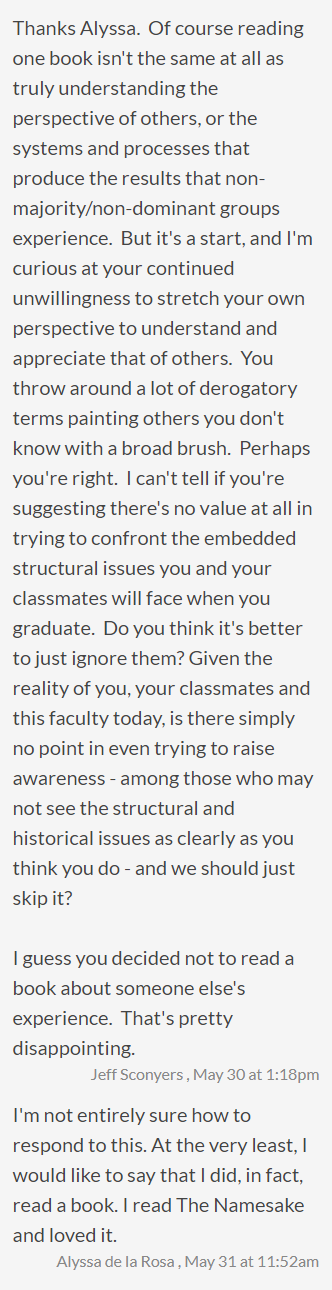 Thanks Alyssa.  Of course reading
one book isn't the same at all as
truly understanding the
perspective of others, or the
systems and processes that
produce the results that non-
majority/non-dominant groups
experience.  But it's a start, and I'm
curious at your continued
unwillingness to stretch your own
perspective to understand and
appreciate that of others.  You
throw around a lot of derogatory
terms painting others you don't
know with a broad brush.  Perhaps
you're right.  I can't tell if you're
suggesting there's no value at all in
trying to confront the embedded
structural issues you and your
classmates will face when you
graduate.  Do you think it's better
to just ignore them? Given the
reality of you, your classmates and
this faculty today, is there simply
no point in even trying to raise
awareness - among those who may
not see the structural and
historical issues as clearly as you
think you do - and we should just
skip it?
I guess you decided not to read a
book about someone else's
experience.  That's pretty
disappointing.
Jeff Sconyers , May 30 at 1:18pm
I'm not entirely sure how to
respond to this. At the very least, I
would like to say that I did, in fact,
read a book. I read The Namesake
and loved it.
Alyssa de la Rosa , May 31 at 11:52am